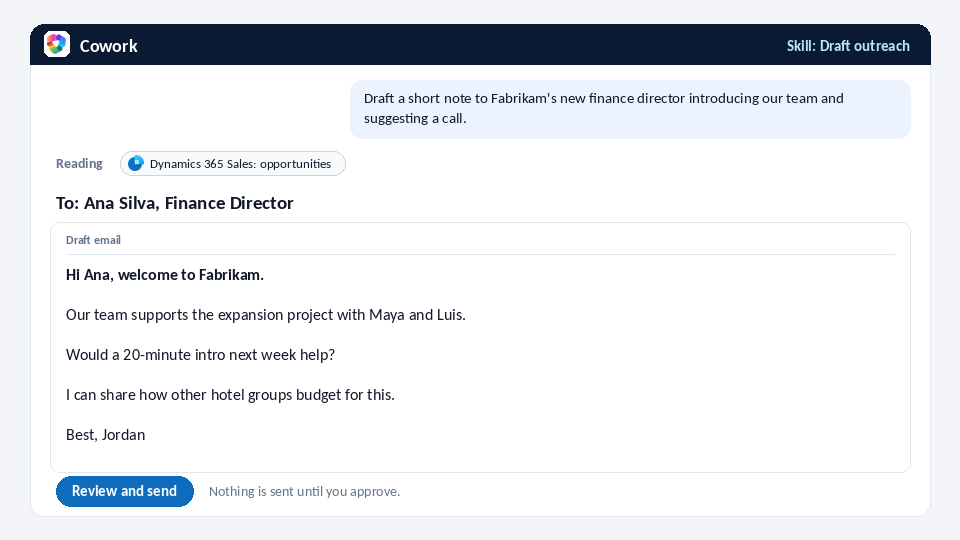 Cowork
Skill: Draft outreach
Draft a short note to Fabrikam's new finance director introducing our team and
suggesting a call.
Reading
Dynamics 365 Sales: opportunities
To: Ana Silva, Finance Director
Draft email
Hi Ana, welcome to Fabrikam.
Our team supports the expansion project with Maya and Luis.
Would a 20-minute intro next week help?
I can share how other hotel groups budget for this.
Best, Jordan
Review and send
Nothing is sent until you approve.